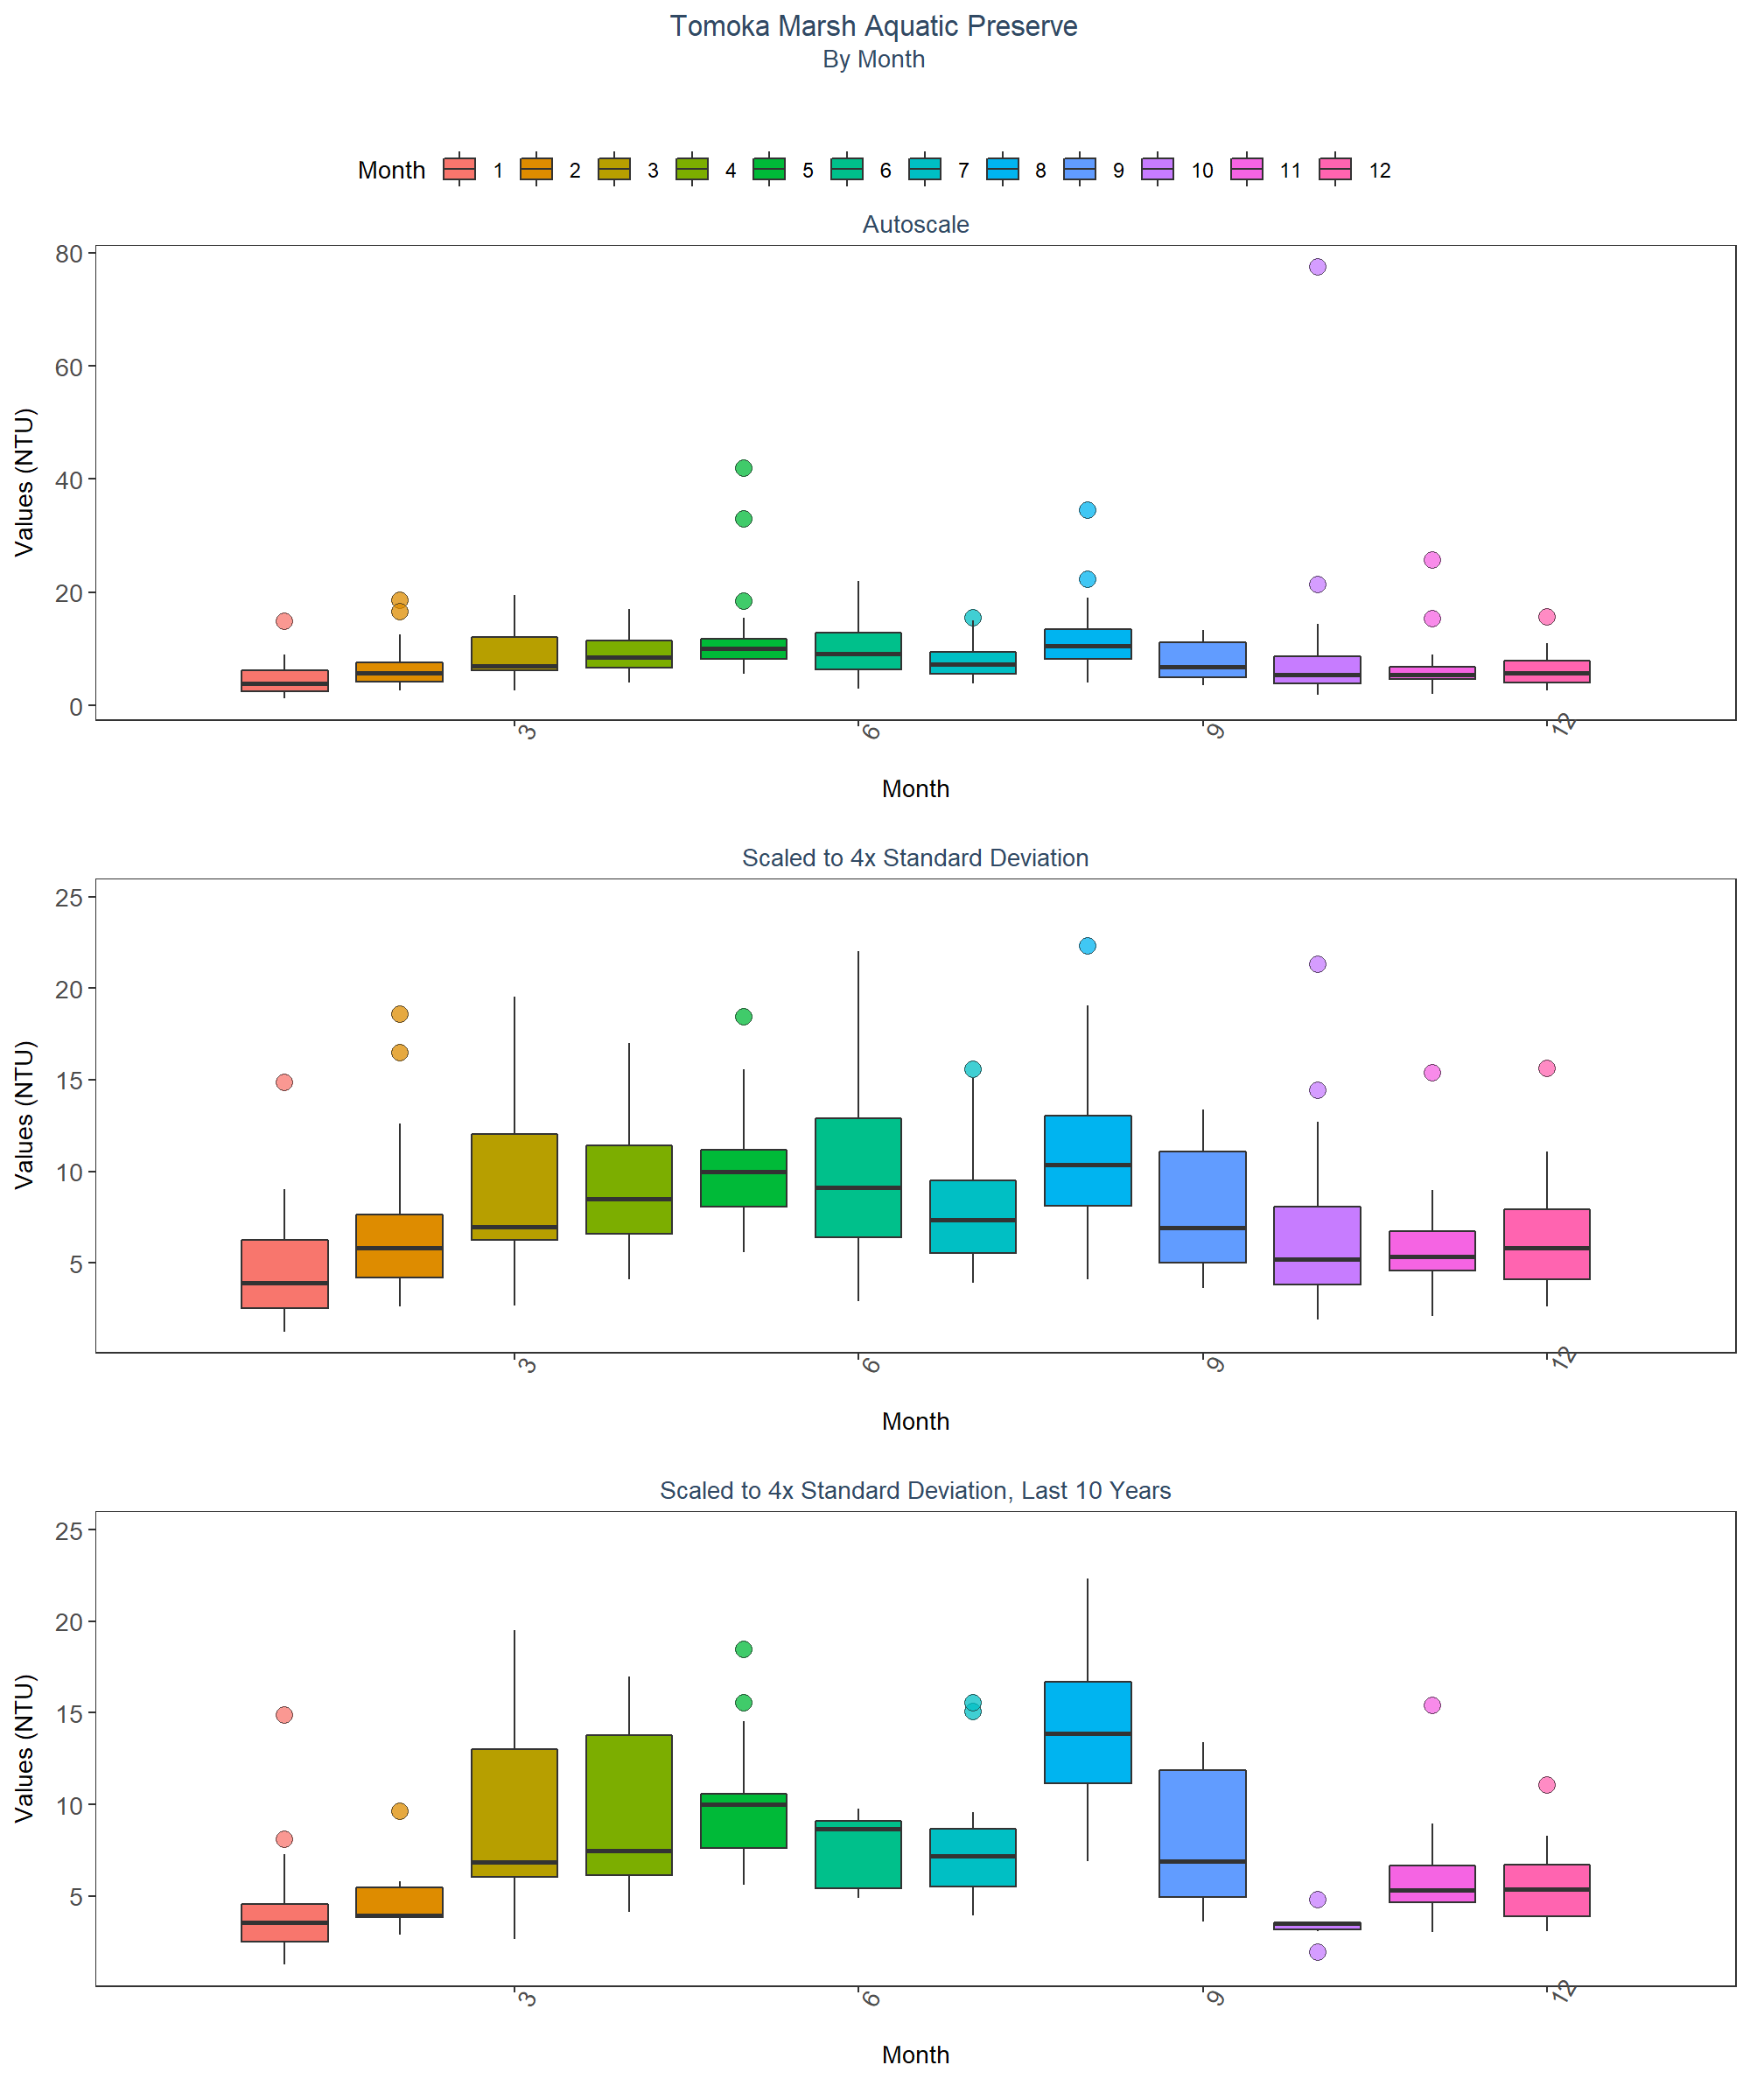 Tomoka Marsh Aquatic Preserve
By Month
Month 1 2 3 4 5 6 7 8 9 10 11 12
Autoscale
Values (NTU)
80
60
40
20
0
3 6 9 12
Month
Scaled to 4x Standard Deviation
Values (NTU)
25
20
15
10
5
3 6 9 12
Month
Scaled to 4x Standard Deviation, Last 10 Years
Values (NTU)
25
20
15
10
5
3 6 9 12
Month